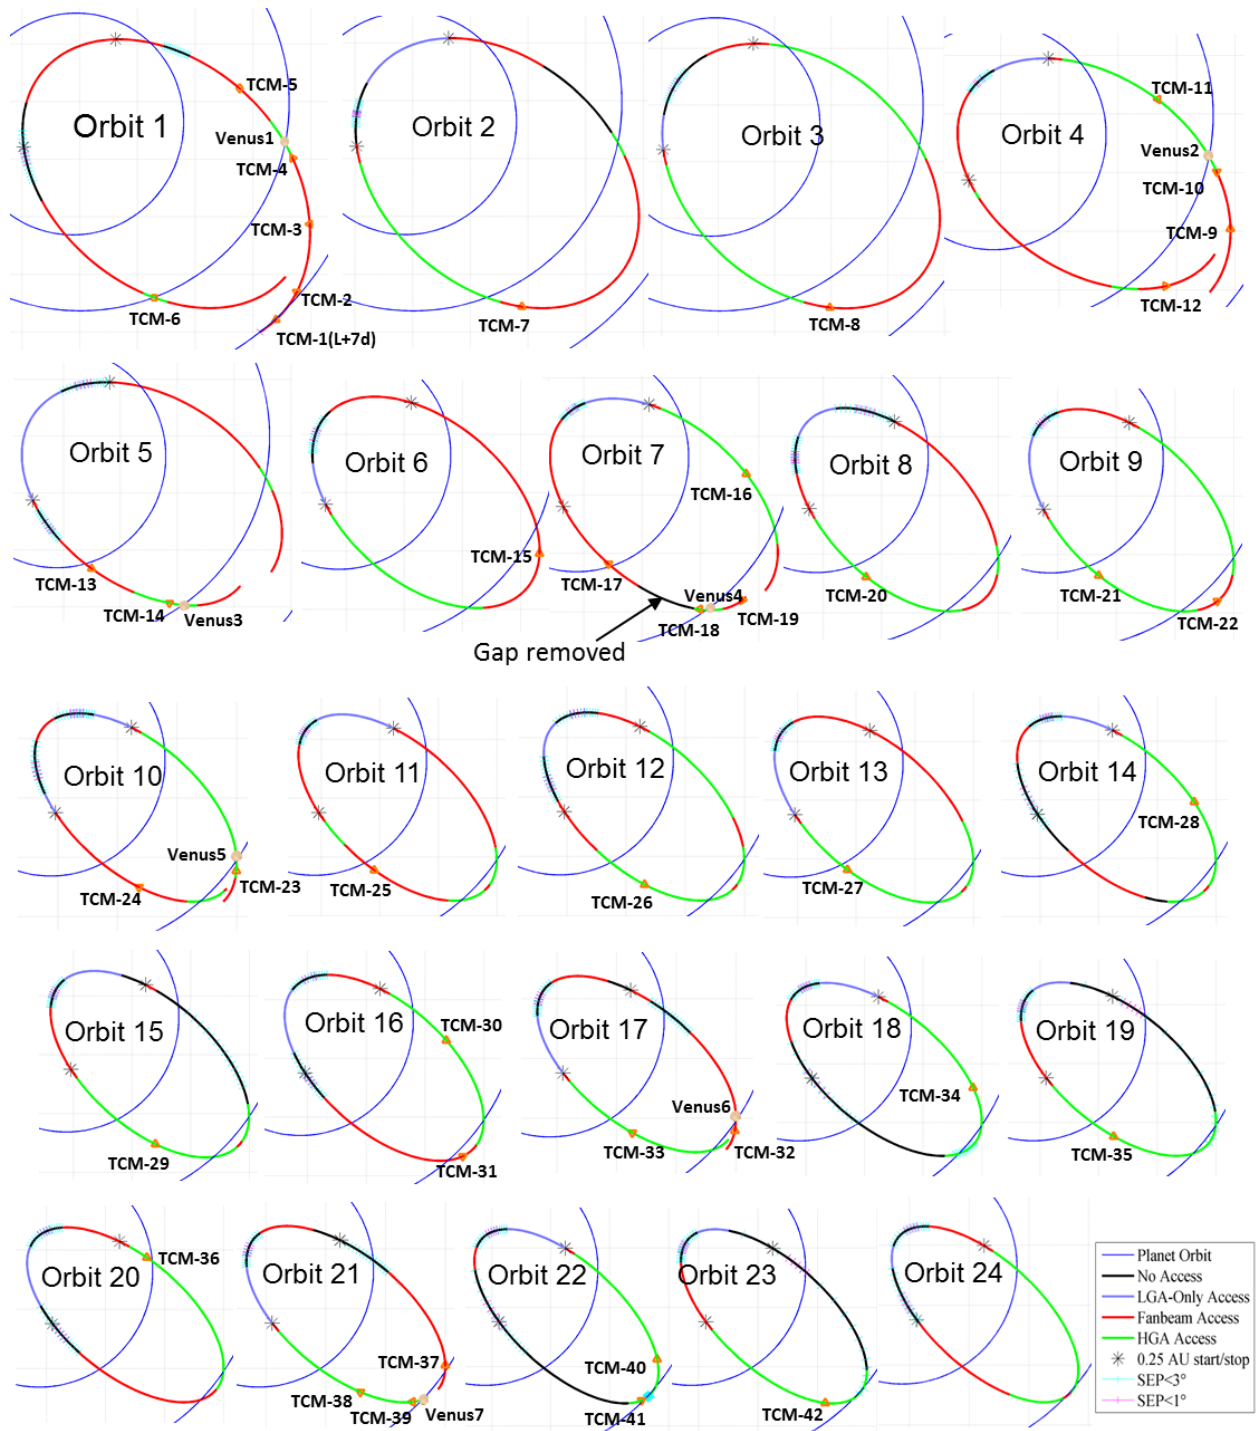 TCM-5
Orbit 1
Venus1
TCM-4
TCM-3
TCM-2
TCM-6
TCM-1(L+7d)
Orbit 2
TCM-7
Orbit 3
TCM-8
TCM-11
Orbit 4
Venus2
TCM-10
TCM-9
TCM-12
Orbit 5
TCM-13
TCM-14
Venus3
Orbit 6
TCM-15
Orbit 7
TCM-16
TCM-17
Venus4
TCM-18
TCM-19
Gap removed
Orbit 8
TCM-20
Orbit 9
TCM-21
TCM-22
Orbit 10
Venus5
TCM-23
TCM-24
Orbit 11
TCM-25
Orbit 12
TCM-26
Orbit 13
TCM-27
Orbit 14
TCM-28
Orbit 15
TCM-29
Orbit 16
TCM-30
TCM-31
Orbit 17
Venus6
TCM-33
TCM-32
Orbit 18
TCM-34
Orbit 19
TCM-35
Orbit 20
TCM-36
Orbit 21
TCM-37
TCM-38
TCM-39
Venus7
Orbit 22
TCM-40
TCM-41
Orbit 23
TCM-42
Orbit 24
Planet Orbit
No Access
LGA-Only Access
Fanbeam Access
HGA Access
0.25 AU start/stop
SEP<3°
SEP<1°